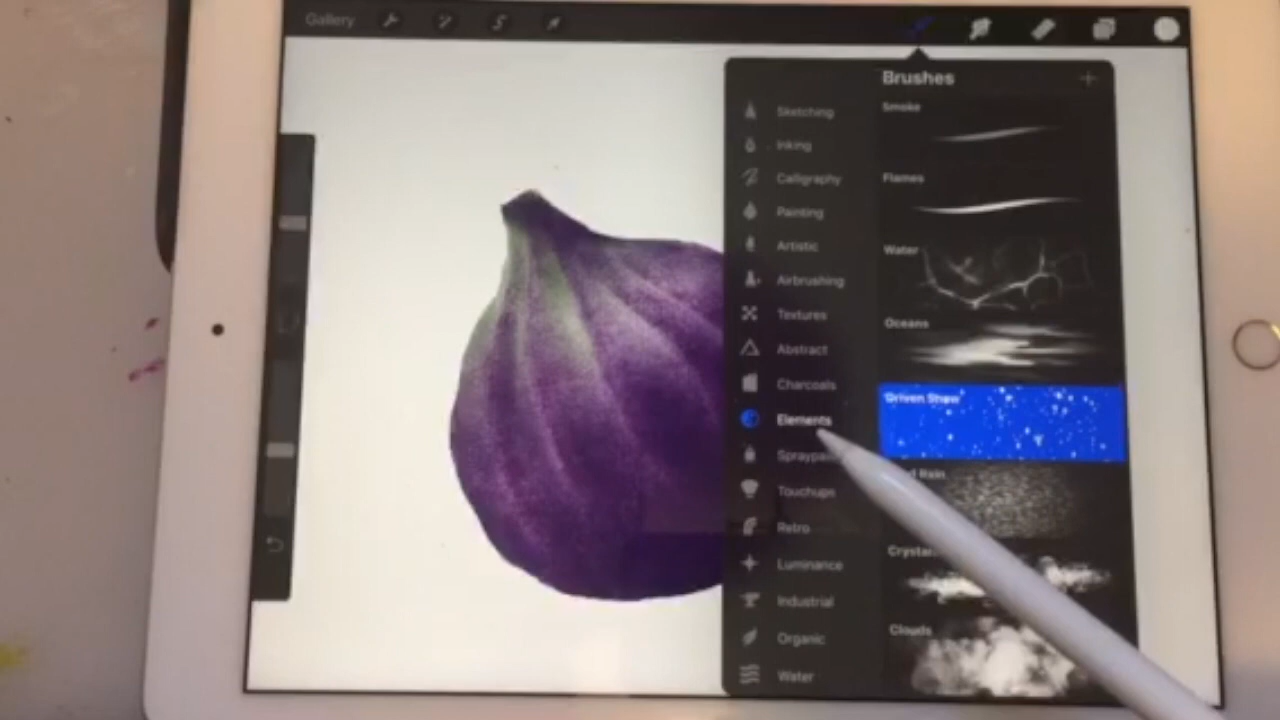 Gallery
Brushes
Sketching
Inking
Calligraphy
Painting
Artistic
Airbrushing
Textures
Abstract
Charcoals
Elements
Touchups
Retro
Luminance
Industrial
Organic
Water
Smoke
Flames
Water
Oceans
Driven Snow
Rain
Clouds